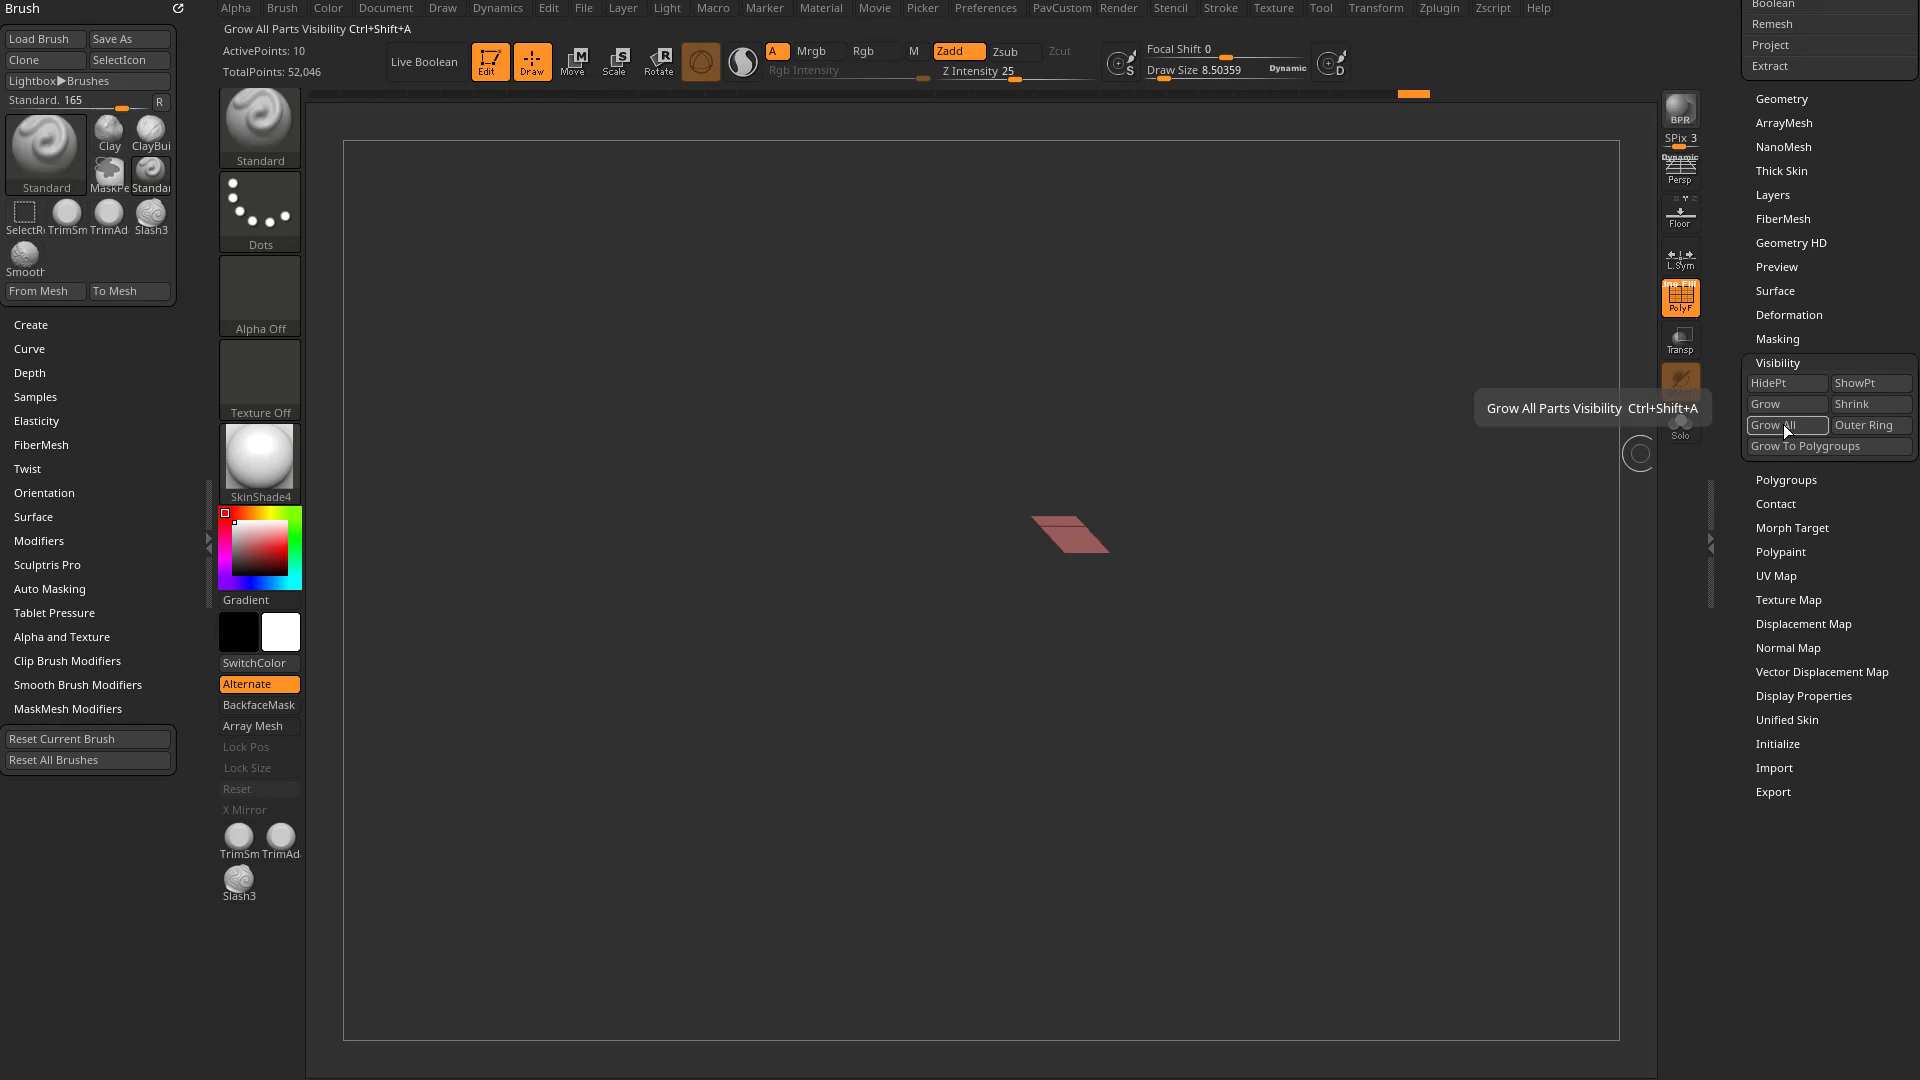 Brush
Load Brush Save As
Clone SelectIcon
Lightbox▶Brushes
Standard. 165 R
Clay ClayBui
Standard MaskPe Standar
SelectRe TrimSm TrimAd Slash3
Smooth
From Mesh To Mesh
Create
Curve
Depth
Samples
Elasticity
FiberMesh
Twist
Orientation
Surface
Modifiers
Sculptris Pro
Auto Masking
Tablet Pressure
Alpha and Texture
Clip Brush Modifiers
Smooth Brush Modifiers
MaskMesh Modifiers
Reset Current Brush
Reset All Brushes
Alpha Brush Color Document Draw Dynamics Edit File Layer Light Macro Marker Material Movie Picker Preferences PavCustom Render Stencil Stroke Texture Tool Transform Zplugin Zscript Help
Grow All Parts Visibility Ctrl+Shift+A
ActivePoints: 10
TotalPoints: 52,046
Live Boolean
Edit Draw Move Scale Rotate
A Mrgb Rgb M Zadd Zsub Zcut
Rgb Intensity Z Intensity 25
Focal Shift 0
Draw Size 8.50359 Dynamic
S D
Standard
Dots
Alpha Off
Texture Off
SkinShade4
Gradient
SwitchColor
Alternate
BackfaceMask
Array Mesh
Lock Pos
Lock Size
Reset
X Mirror
TrimSm TrimAd
Slash3
BPR
SPix 3
Dynamic
Persp
Floor
L.Sym
Line Fill
PolyF
Transp
Solo
Grow All Parts Visibility Ctrl+Shift+A
Boolean
Remesh
Project
Extract
Geometry
ArrayMesh
NanoMesh
Thick Skin
Layers
FiberMesh
Geometry HD
Preview
Surface
Deformation
Masking
Visibility
HidePt ShowPt
Grow Shrink
Grow All Outer Ring
Grow To Polygroups
Polygroups
Contact
Morph Target
Polypaint
UV Map
Texture Map
Displacement Map
Normal Map
Vector Displacement Map
Display Properties
Unified Skin
Initialize
Import
Export